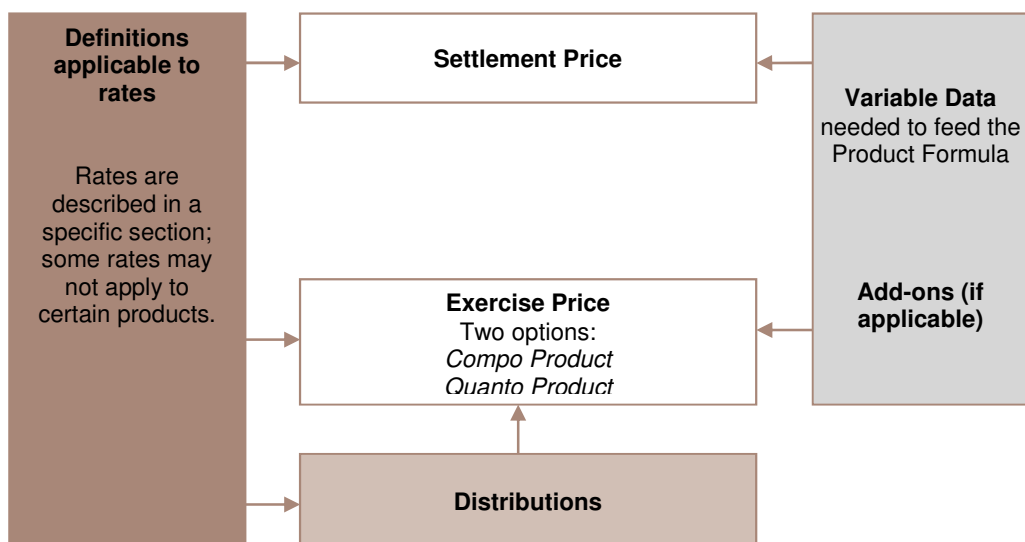 Definitions
applicable to
rates
Rates are
described in a
specific section;
some rates may
not apply to
certain products.
Settlement Price
Exercise Price
Two options:
Compo Product
Quanto Product
Distributions
Variable Data
needed to feed the
Product Formula
Add-ons (if
applicable)